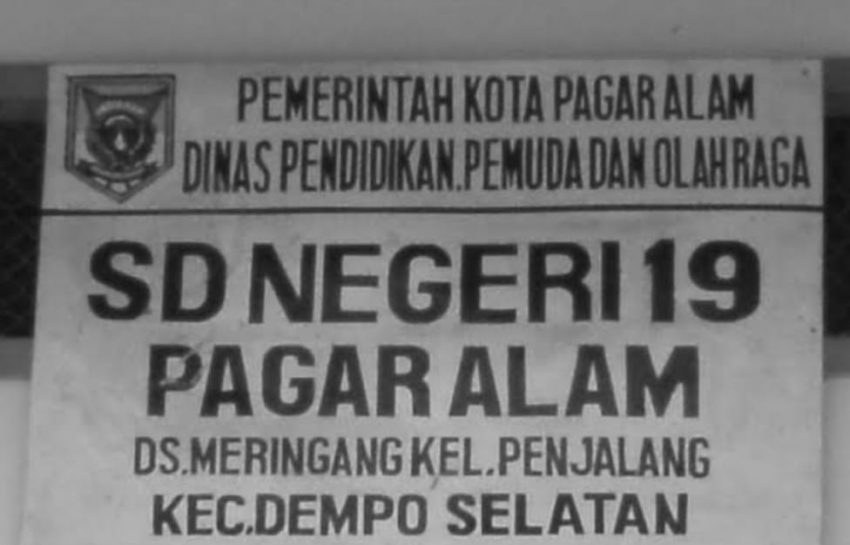 PEMERINTAH KOTA PAGAR ALAM
DINAS PENDIDIKAN.PEMUDA DAN OLAH RAGA
SD NEGERI 19
PAGAR ALAM
DS.MERINGANG KEL.PENJALANG
KEC.DEMPO SELATAN